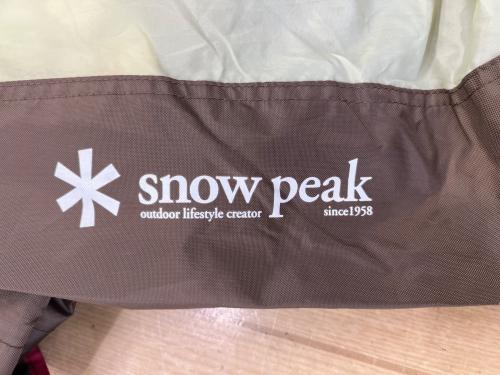 snow peak
outdoor lifestyle creator since1958